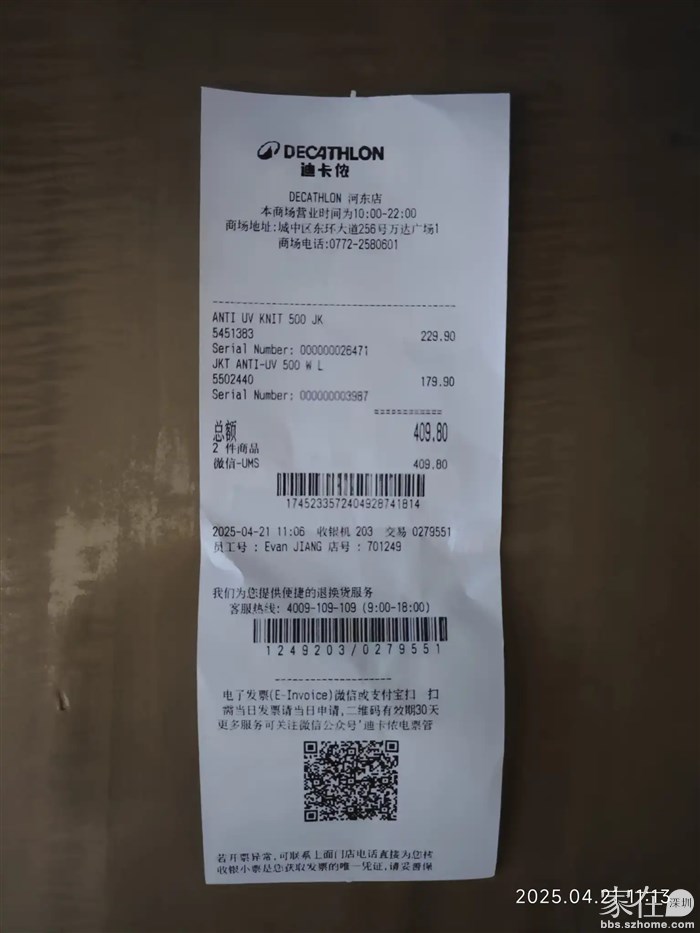 DECATHLON
迪卡侬
DECATHLON 河东店
本商场营业时间为10:00-22:00
商场地址:城中区东环大道256号万达广场1
商场电话:0772-2580601
ANTI UV KNIT 500 JK
5451383 229.90
Serial Number: 000000026471
JKT ANTI-UV 500 W L
5502440 179.90
Serial Number: 000000003987
总额 409.80
2 件商品
微信-UMS 409.80
1745233572404928741814
2025-04-21 11:06 收银机 203 交易 0279551
员工号 : Evan JIANG 店号 : 701249
我们为您提供便捷的退换货服务
客服热线: 4009-109-109 (9:00-18:00)
1249203/0279551
电子发票(E-Invoice)微信或支付宝扫一扫
需当日发票请当日申请,二维码有效期30天
更多服务可关注微信公众号'迪卡侬电票管
若开票异常,可联系上面门店电话直接为您核
收银小票是您获取发票的唯一凭证,请妥善保
2025.04.21 11:13
家在 深圳
bbs.szhome.com